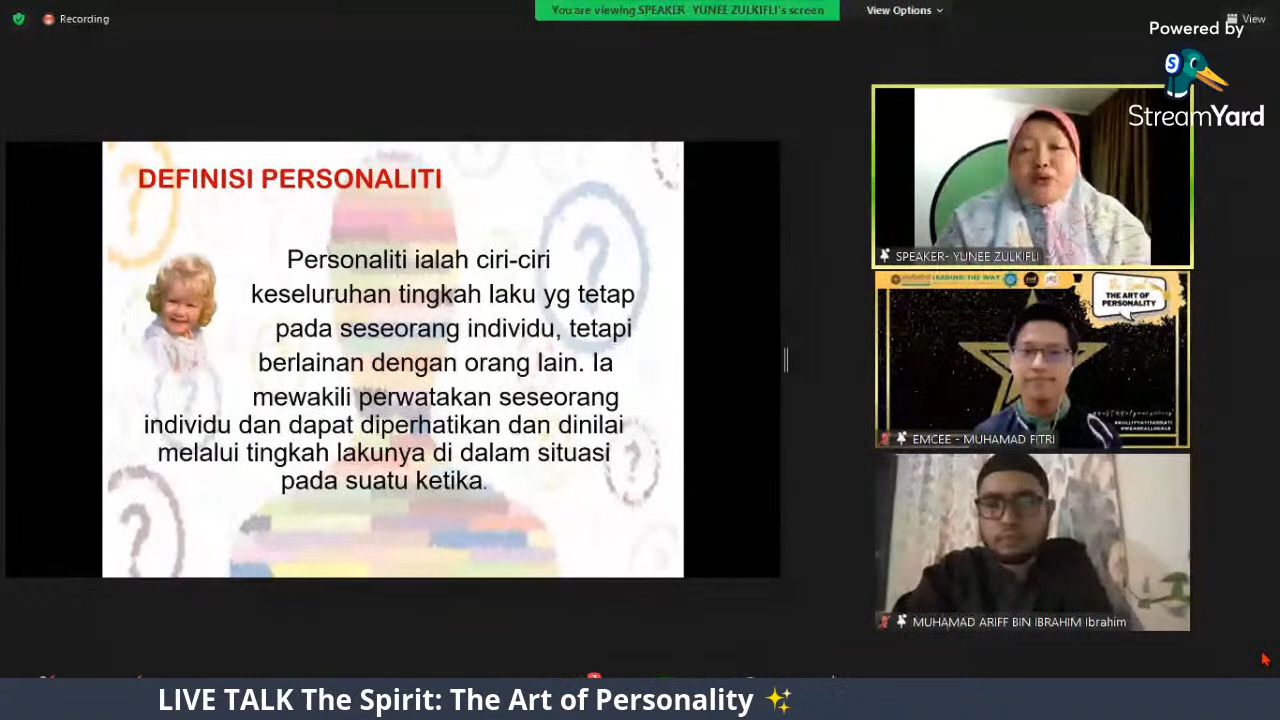 Recording
You are viewing SPEAKER- YUNEE ZULKIFLI's screen
View Options
View
Powered by
StreamYard
DEFINISI PERSONALITI
Personaliti ialah ciri-ciri
keseluruhan tingkah laku yg tetap
pada seseorang individu, tetapi
berlainan dengan orang lain. Ia
mewakili perwatakan seseorang
individu dan dapat diperhatikan dan dinilai
melalui tingkah lakunya di dalam situasi
pada suatu ketika.
SPEAKER- YUNEE ZULKIFLI
LEADING THE WAY
THE ART OF
PERSONALITY
EMCEE - MUHAMAD FITRI
MUHAMAD ARIFF BIN IBRAHIM Ibrahim
LIVE TALK The Spirit: The Art of Personality ✨